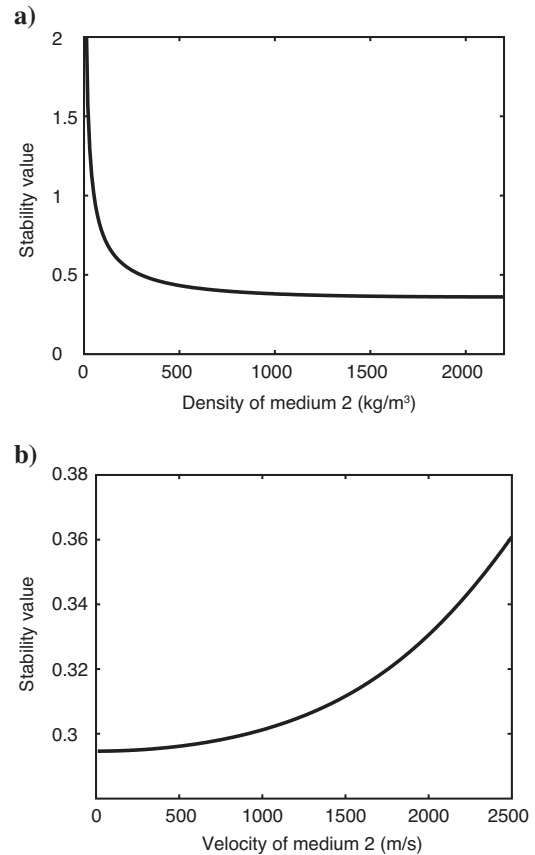 a)
2
1.5
1
0.5
0
Stability value
0 500 1000 1500 2000
Density of medium 2 (kg/m³)
b)
0.38
0.36
0.34
0.32
0.3
Stability value
0 500 1000 1500 2000 2500
Velocity of medium 2 (m/s)